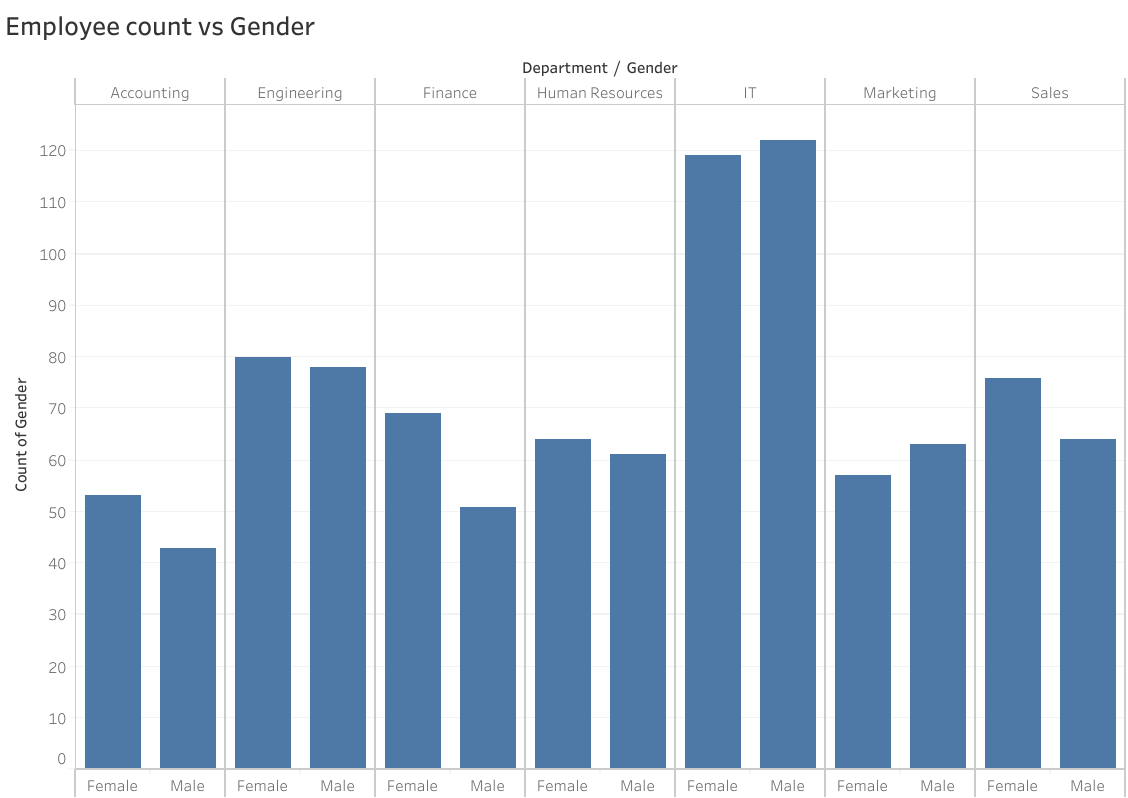 Employee count vs Gender
Department / Gender
Accounting Engineering Finance Human Resources IT Marketing Sales
120
110
100
90
80
70
60
50
40
30
20
10
0
Count of Gender
Female Male Female Male Female Male Female Male Female Male Female Male Female Male